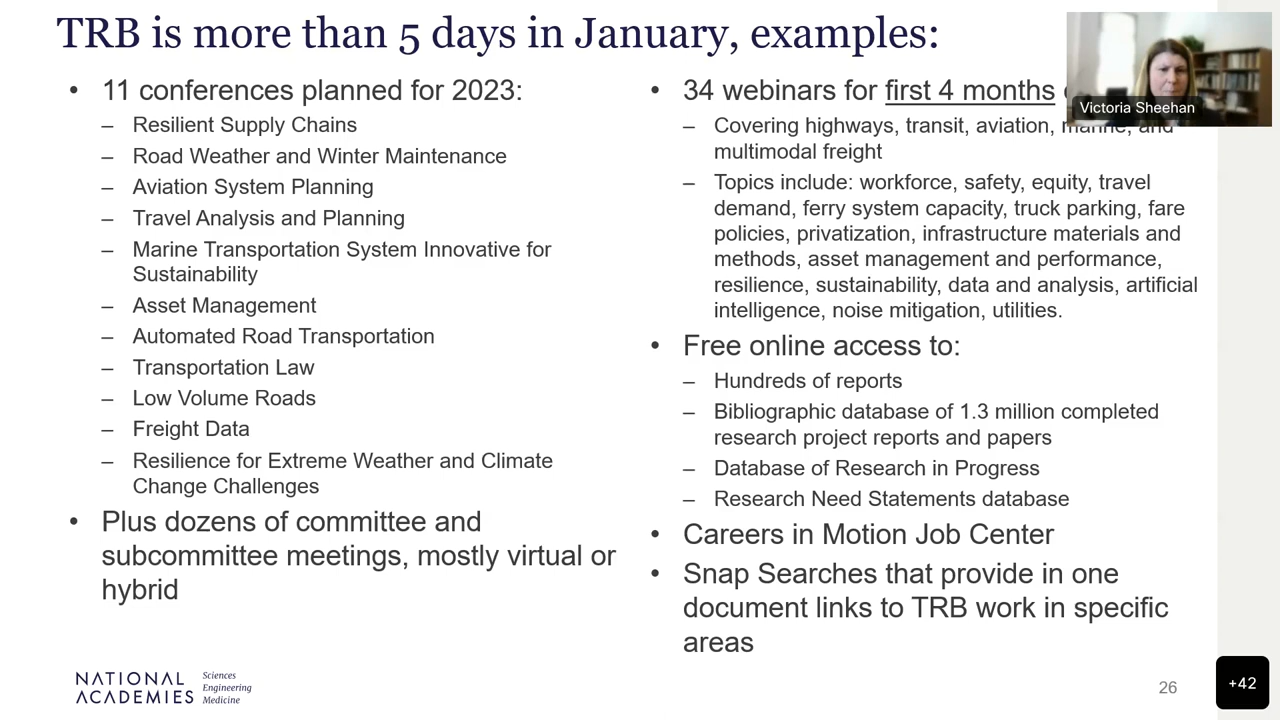 TRB is more than 5 days in January, examples:
• 11 conferences planned for 2023:
– Resilient Supply Chains
– Road Weather and Winter Maintenance
– Aviation System Planning
– Travel Analysis and Planning
– Marine Transportation System Innovative for
Sustainability
– Asset Management
– Automated Road Transportation
– Transportation Law
– Low Volume Roads
– Freight Data
– Resilience for Extreme Weather and Climate
Change Challenges
• Plus dozens of committee and
subcommittee meetings, mostly virtual or
hybrid
• 34 webinars for first 4 months
– Covering highways, transit, aviation, marine, and
multimodal freight
– Topics include: workforce, safety, equity, travel
demand, ferry system capacity, truck parking, fare
policies, privatization, infrastructure materials and
methods, asset management and performance,
resilience, sustainability, data and analysis, artificial
intelligence, noise mitigation, utilities.
• Free online access to:
– Hundreds of reports
– Bibliographic database of 1.3 million completed
research project reports and papers
– Database of Research in Progress
– Research Need Statements database
• Careers in Motion Job Center
• Snap Searches that provide in one
document links to TRB work in specific
areas
Victoria Sheehan
NATIONAL
ACADEMIES
Sciences
Engineering
Medicine
26
+42